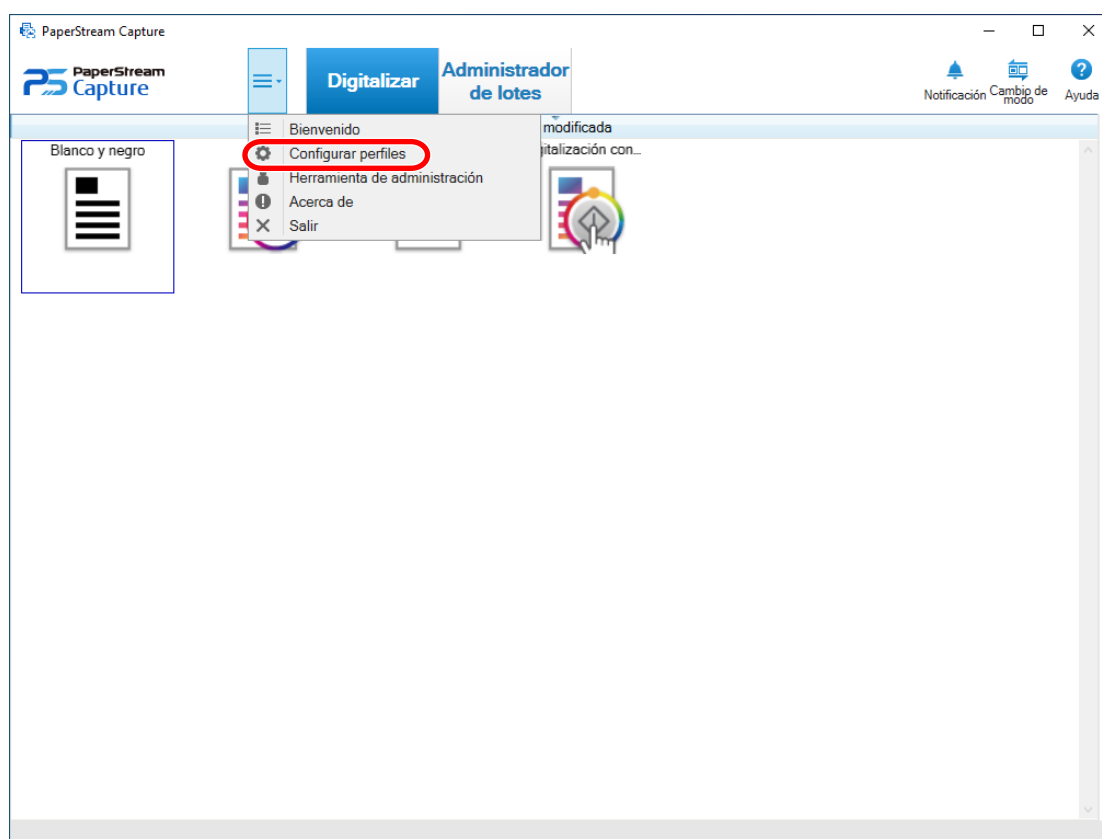 PaperStream Capture
PaperStream
Capture
Digitalizar
Administrador
de lotes
Notificación
Cambio de
modo
Ayuda
modificada
Bienvenido
Configurar perfiles
Herramienta de administración
Acerca de
Salir
Blanco y negro
gitalización con...